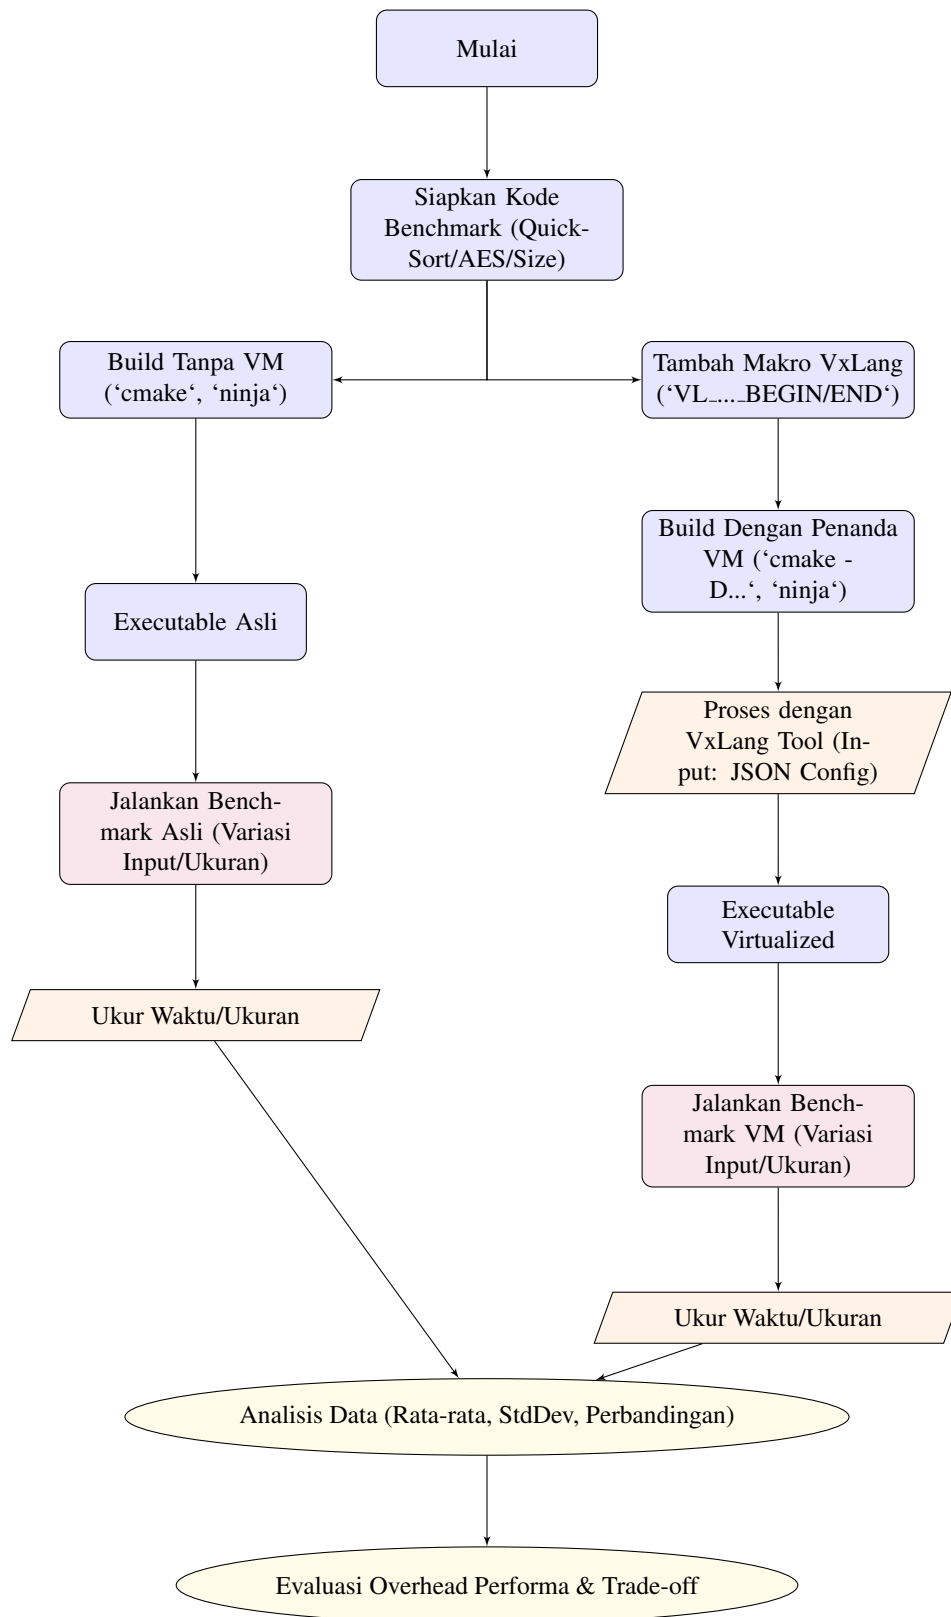 Mulai
Siapkan Kode
Benchmark (Quick-
Sort/AES/Size)
Build Tanpa VM
(‘cmake‘, ‘ninja‘)
Tambah Makro VxLang
(‘VL_..._BEGIN/END‘)
Build Dengan Penanda
VM (‘cmake -
D...‘, ‘ninja‘)
Executable Asli
Proses dengan
VxLang Tool (In-
put: JSON Config)
Jalankan Bench-
mark Asli (Variasi
Input/Ukuran)
Executable
Virtualized
Ukur Waktu/Ukuran
Jalankan Bench-
mark VM (Variasi
Input/Ukuran)
Ukur Waktu/Ukuran
Analisis Data (Rata-rata, StdDev, Perbandingan)
Evaluasi Overhead Performa & Trade-off